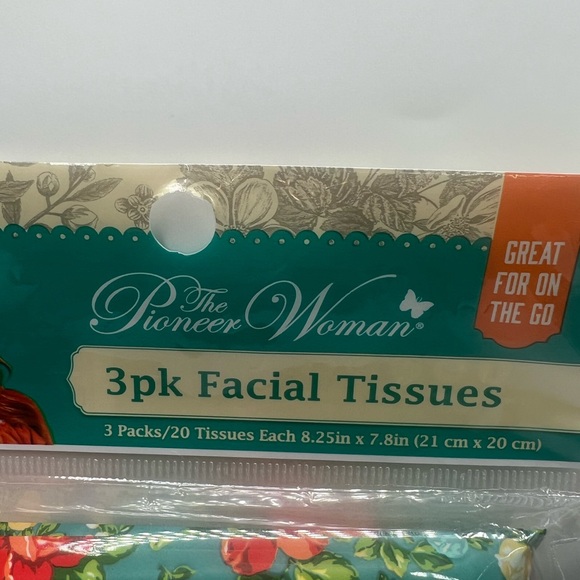 The
Pioneer Woman®
GREAT
FOR ON
THE GO
3pk Facial Tissues
3 Packs/20 Tissues Each 8.25in x 7.8in (21 cm x 20 cm)